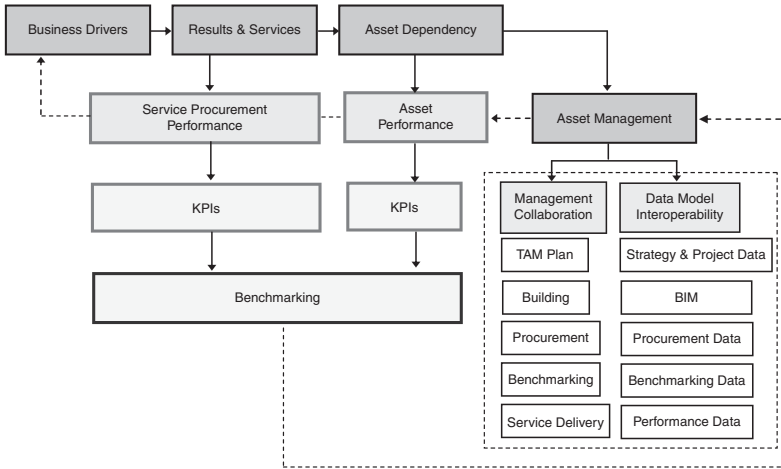 Business Drivers
Results & Services
Asset Dependency
Service Procurement
Performance
Asset
Performance
Asset Management
KPIs
KPIs
Benchmarking
Management
Collaboration
Data Model
Interoperability
TAM Plan
Strategy & Project Data
Building
BIM
Procurement
Procurement Data
Benchmarking
Benchmarking Data
Service Delivery
Performance Data